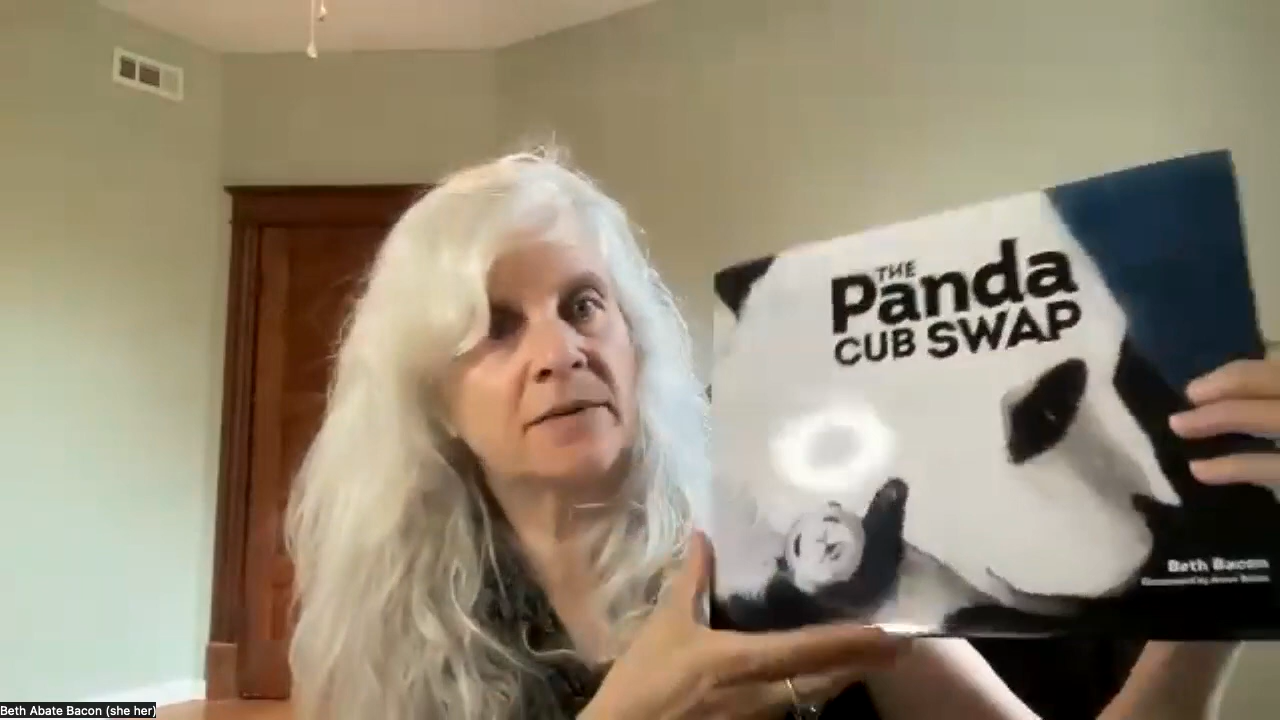 THE
Panda
CUB SWAP
Beth Bacon
Beth Abate Bacon (she her)